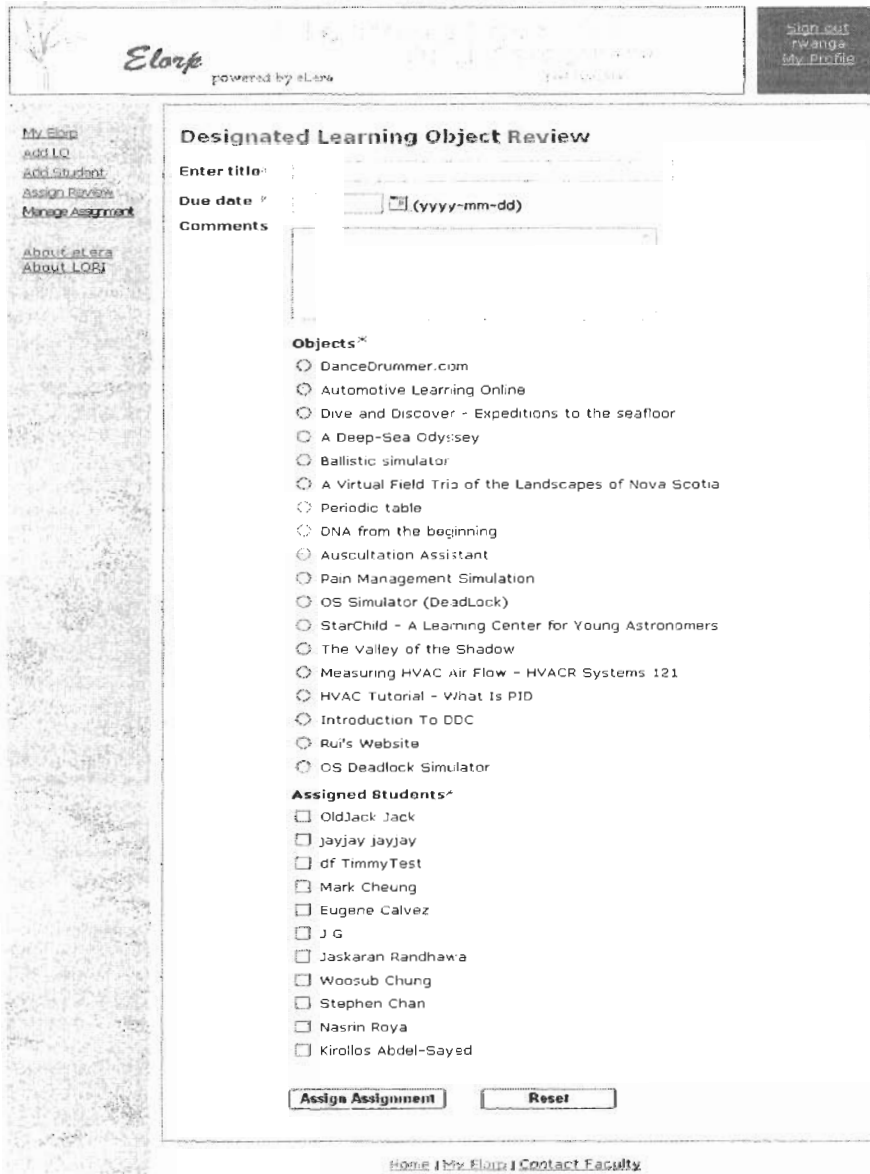 Elorp
powered by eLera
Sign out
rwanga
My Profile
My Elorp
Add LO
Add Student
Assign Review
Manage Assignment
About eLera
About LORI
Designated Learning Object Review
Enter title*
Due date * (yyyy-mm-dd)
Comments
Objects*
DanceDrummer.com
Automotive Learning Online
Dive and Discover - Expeditions to the seafloor
A Deep-Sea Odyssey
Ballistic simulator
A Virtual Field Trip of the Landscapes of Nova Scotia
Periodic table
DNA from the beginning
Auscultation Assistant
Pain Management Simulation
OS Simulator (DeadLock)
StarChild - A Learning Center for Young Astronomers
The Valley of the Shadow
Measuring HVAC Air Flow - HVACR Systems 121
HVAC Tutorial - What Is PID
Introduction To DDC
Rui's Website
OS Deadlock Simulator
Assigned Students*
OldJack Jack
jayjay jayjay
df TimmyTest
Mark Cheung
Eugene Calvez
J G
Jaskaran Randhawa
Woosub Chung
Stephen Chan
Nasrin Roya
Kirollos Abdel-Sayed
Assign Assignment Reset
Home | My Elorp | Contact Faculty